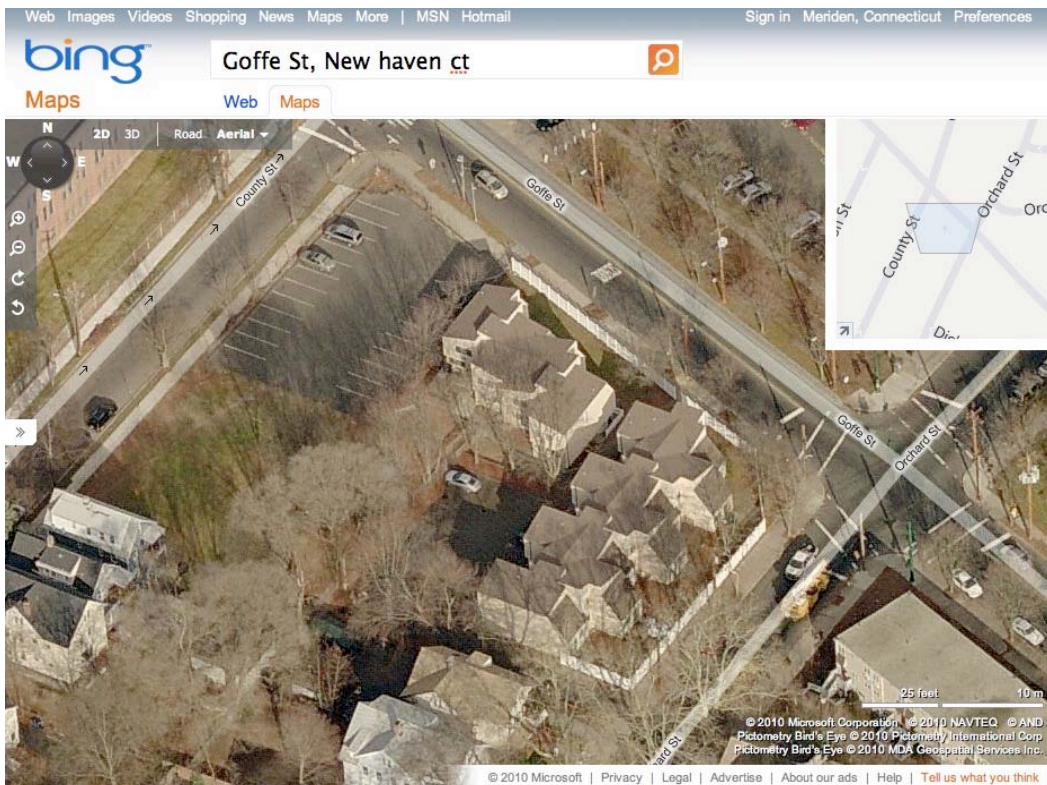 Web Images Videos Shopping News Maps More | MSN Hotmail
Sign in Meriden, Connecticut Preferences
bing™
Goffe St, New haven ct
Maps
Web Maps
N
2D 3D | Road Aerial
W E
S
County St
Goffe St
Orchard St
County St
Goffe St
Orchard St
25 feet 10 m
© 2010 Microsoft Corporation © 2010 NAVTEQ © AND
Pictometry Bird's Eye © 2010 Pictometry International Corp
Pictometry Bird's Eye © 2010 MDA Geospatial Services Inc.
© 2010 Microsoft | Privacy | Legal | Advertise | About our ads | Help | Tell us what you think